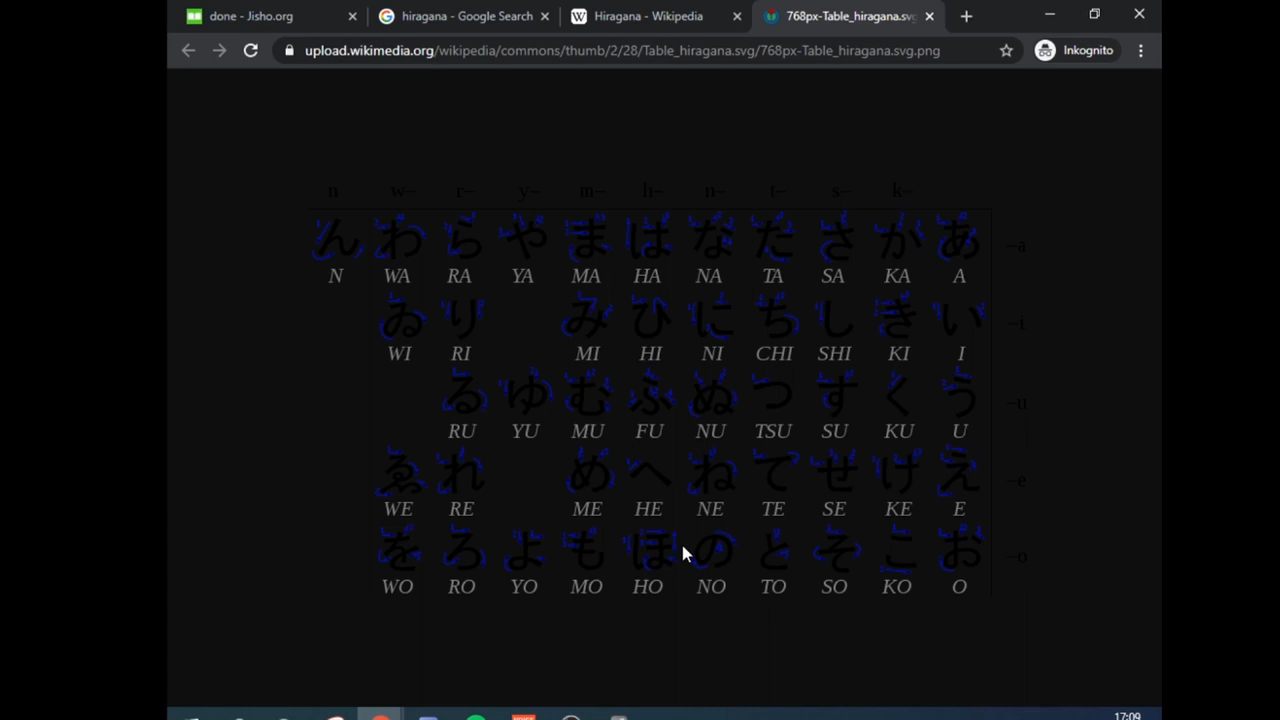 done - Jisho.org
hiragana - Google Search
Hiragana - Wikipedia
768px-Table_hiragana.svg
upload.wikimedia.org/wikipedia/commons/thumb/2/28/Table_hiragana.svg/768px-Table_hiragana.svg.png
Inkognito
n w– r– y– m– h– n– t– s– k–
ん わ ら や ま は な た さ か あ –a
N WA RA YA MA HA NA TA SA KA A
ゐ り み ひ に ち し き い –i
WI RI MI HI NI CHI SHI KI I
る ゆ む ふ ぬ つ す く う –u
RU YU MU FU NU TSU SU KU U
ゑ れ め へ ね て せ け え –e
WE RE ME HE NE TE SE KE E
を ろ よ も ほ の と そ こ お –o
WO RO YO MO HO NO TO SO KO O
17:09